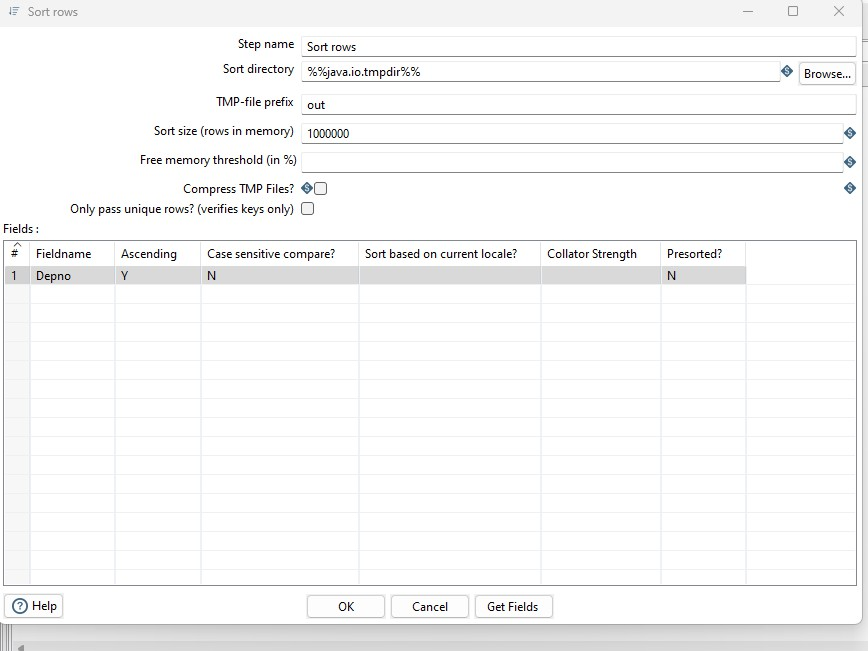 Sort rows
Step name Sort rows
Sort directory %%java.io.tmpdir%% Browse...
TMP-file prefix out
Sort size (rows in memory) 1000000
Free memory threshold (in %)
Compress TMP Files?
Only pass unique rows? (verifies keys only)
Fields :
# Fieldname Ascending Case sensitive compare? Sort based on current locale? Collator Strength Presorted?
1 Depno Y N N
Help OK Cancel Get Fields